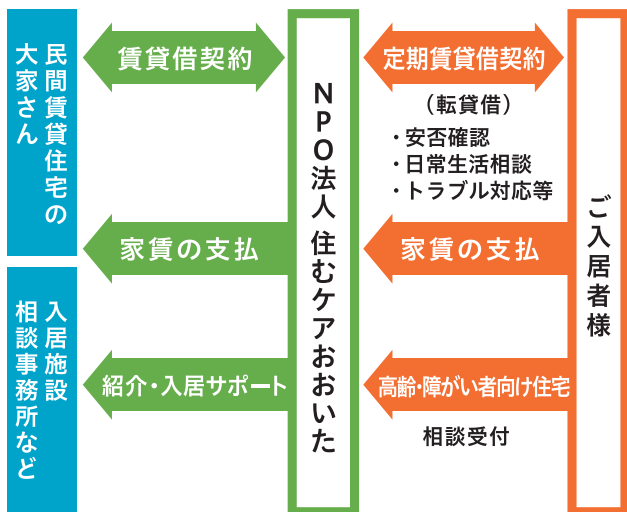 民間賃貸住宅の
大家さん
入居施設
相談事務所など
賃貸借契約
家賃の支払
紹介・入居サポート
NPO法人 住むケアおおいた
定期賃貸借契約
（転貸借）
・安否確認
・日常生活相談
・トラブル対応等
家賃の支払
高齢・障がい者向け住宅
相談受付
ご入居者様